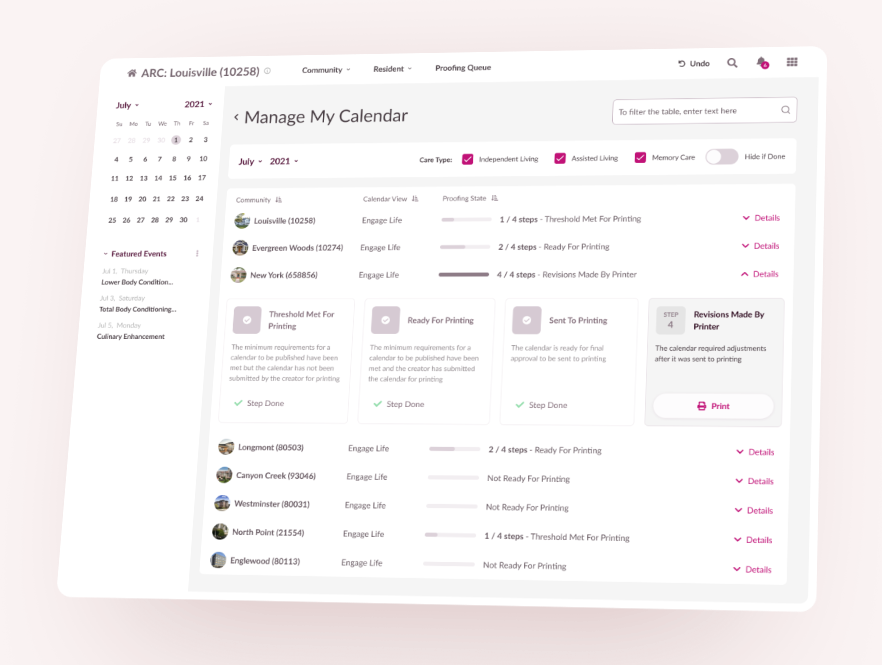 ARC: Louisville (10258)
Community
Resident
Proofing Queue
Undo
4
July
2021
Su Mo Tu We Th Fr Sa
27 28 29 30 1 2 3
4 5 6 7 8 9 10
11 12 13 14 15 16 17
18 19 20 21 22 23 24
25 26 27 28 29 30 1
Featured Events
Jul 1, Thursday
Lower Body Condition...
Jul 3, Saturday
Total Body Conditioning...
Jul 5, Monday
Culinary Enhancement
Manage My Calendar
To filter the table, enter text here
July
2021
Care Type:
Independent Living
Assisted Living
Memory Care
Hide if Done
Community
Calendar View
Proofing State
Louisville (10258)
Engage Life
1 / 4 steps - Threshold Met For Printing
Details
Evergreen Woods (10274)
Engage Life
2 / 4 steps - Ready For Printing
Details
New York (658856)
Engage Life
4 / 4 steps - Revisions Made By Printer
Details
Threshold Met For
Printing
The minimum requirements for a
calendar to be published have been
met but the calendar has not been
submitted by the creator for printing
Step Done
Ready For Printing
The minimum requirements for a
calendar to be published have been
met and the creator has submitted
the calendar for printing
Step Done
Sent To Printing
The calendar is ready for final
approval to be sent to printing
Step Done
STEP
4
Revisions Made By
Printer
The calendar required adjustments
after it was sent to printing
Print
Longmont (80503)
Engage Life
2 / 4 steps - Ready For Printing
Details
Canyon Creek (93046)
Engage Life
Not Ready For Printing
Details
Westminster (80031)
Engage Life
Not Ready For Printing
Details
North Point (21554)
Engage Life
1 / 4 steps - Threshold Met For Printing
Details
Englewood (80113)
Engage Life
Not Ready For Printing
Details